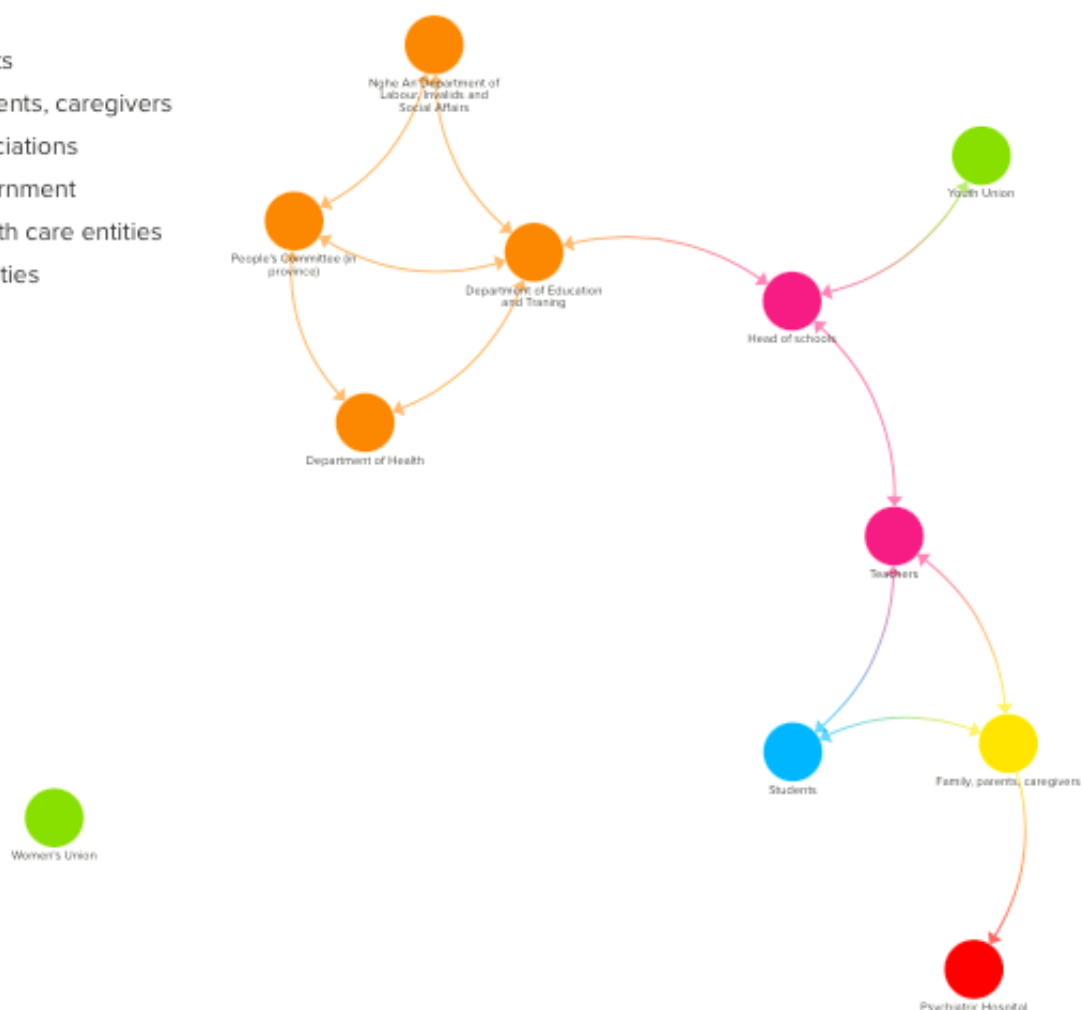 ts
ents, caregivers
ciations
rnment
th care entities
ties
Nghe An Department of
Labour, Invalids and
Social Affairs
Youth Union
People's Committee (in
province)
Department of Education
and Traning
Head of schools
Department of Health
Teachers
Students
Family, parents, caregivers
Women's Union
Psychiatric Hospital